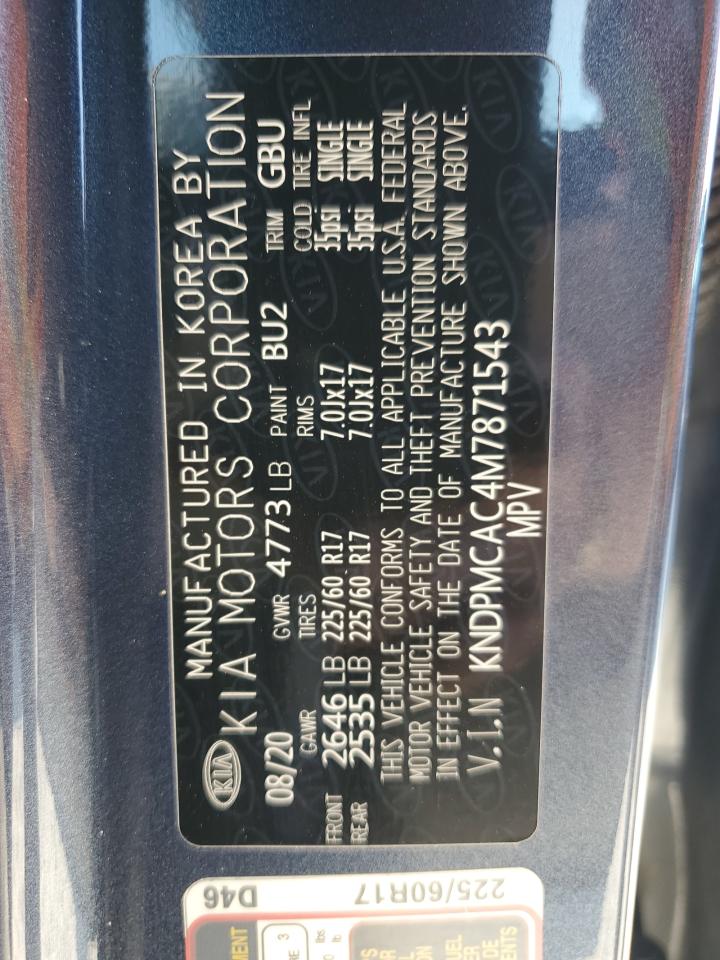 MANUFACTURED IN KOREA BY
KIA KIA MOTORS CORPORATION
08/20 GVWR 4773 LB PAINT BU2 TRIM GBU
GAWR TIRES RIMS COLD TIRE INFL
FRONT 2646 LB 225/60 R17 7.0Jx17 35psi SINGLE
REAR 2535 LB 225/60 R17 7.0Jx17 35psi SINGLE
THIS VEHICLE CONFORMS TO ALL APPLICABLE U.S.A. FEDERAL
MOTOR VEHICLE SAFETY AND THEFT PREVENTION STANDARDS
IN EFFECT ON THE DATE OF MANUFACTURE SHOWN ABOVE.
V.I.N KNDPMCAC4M7871543
MPV
D46
225/60R17